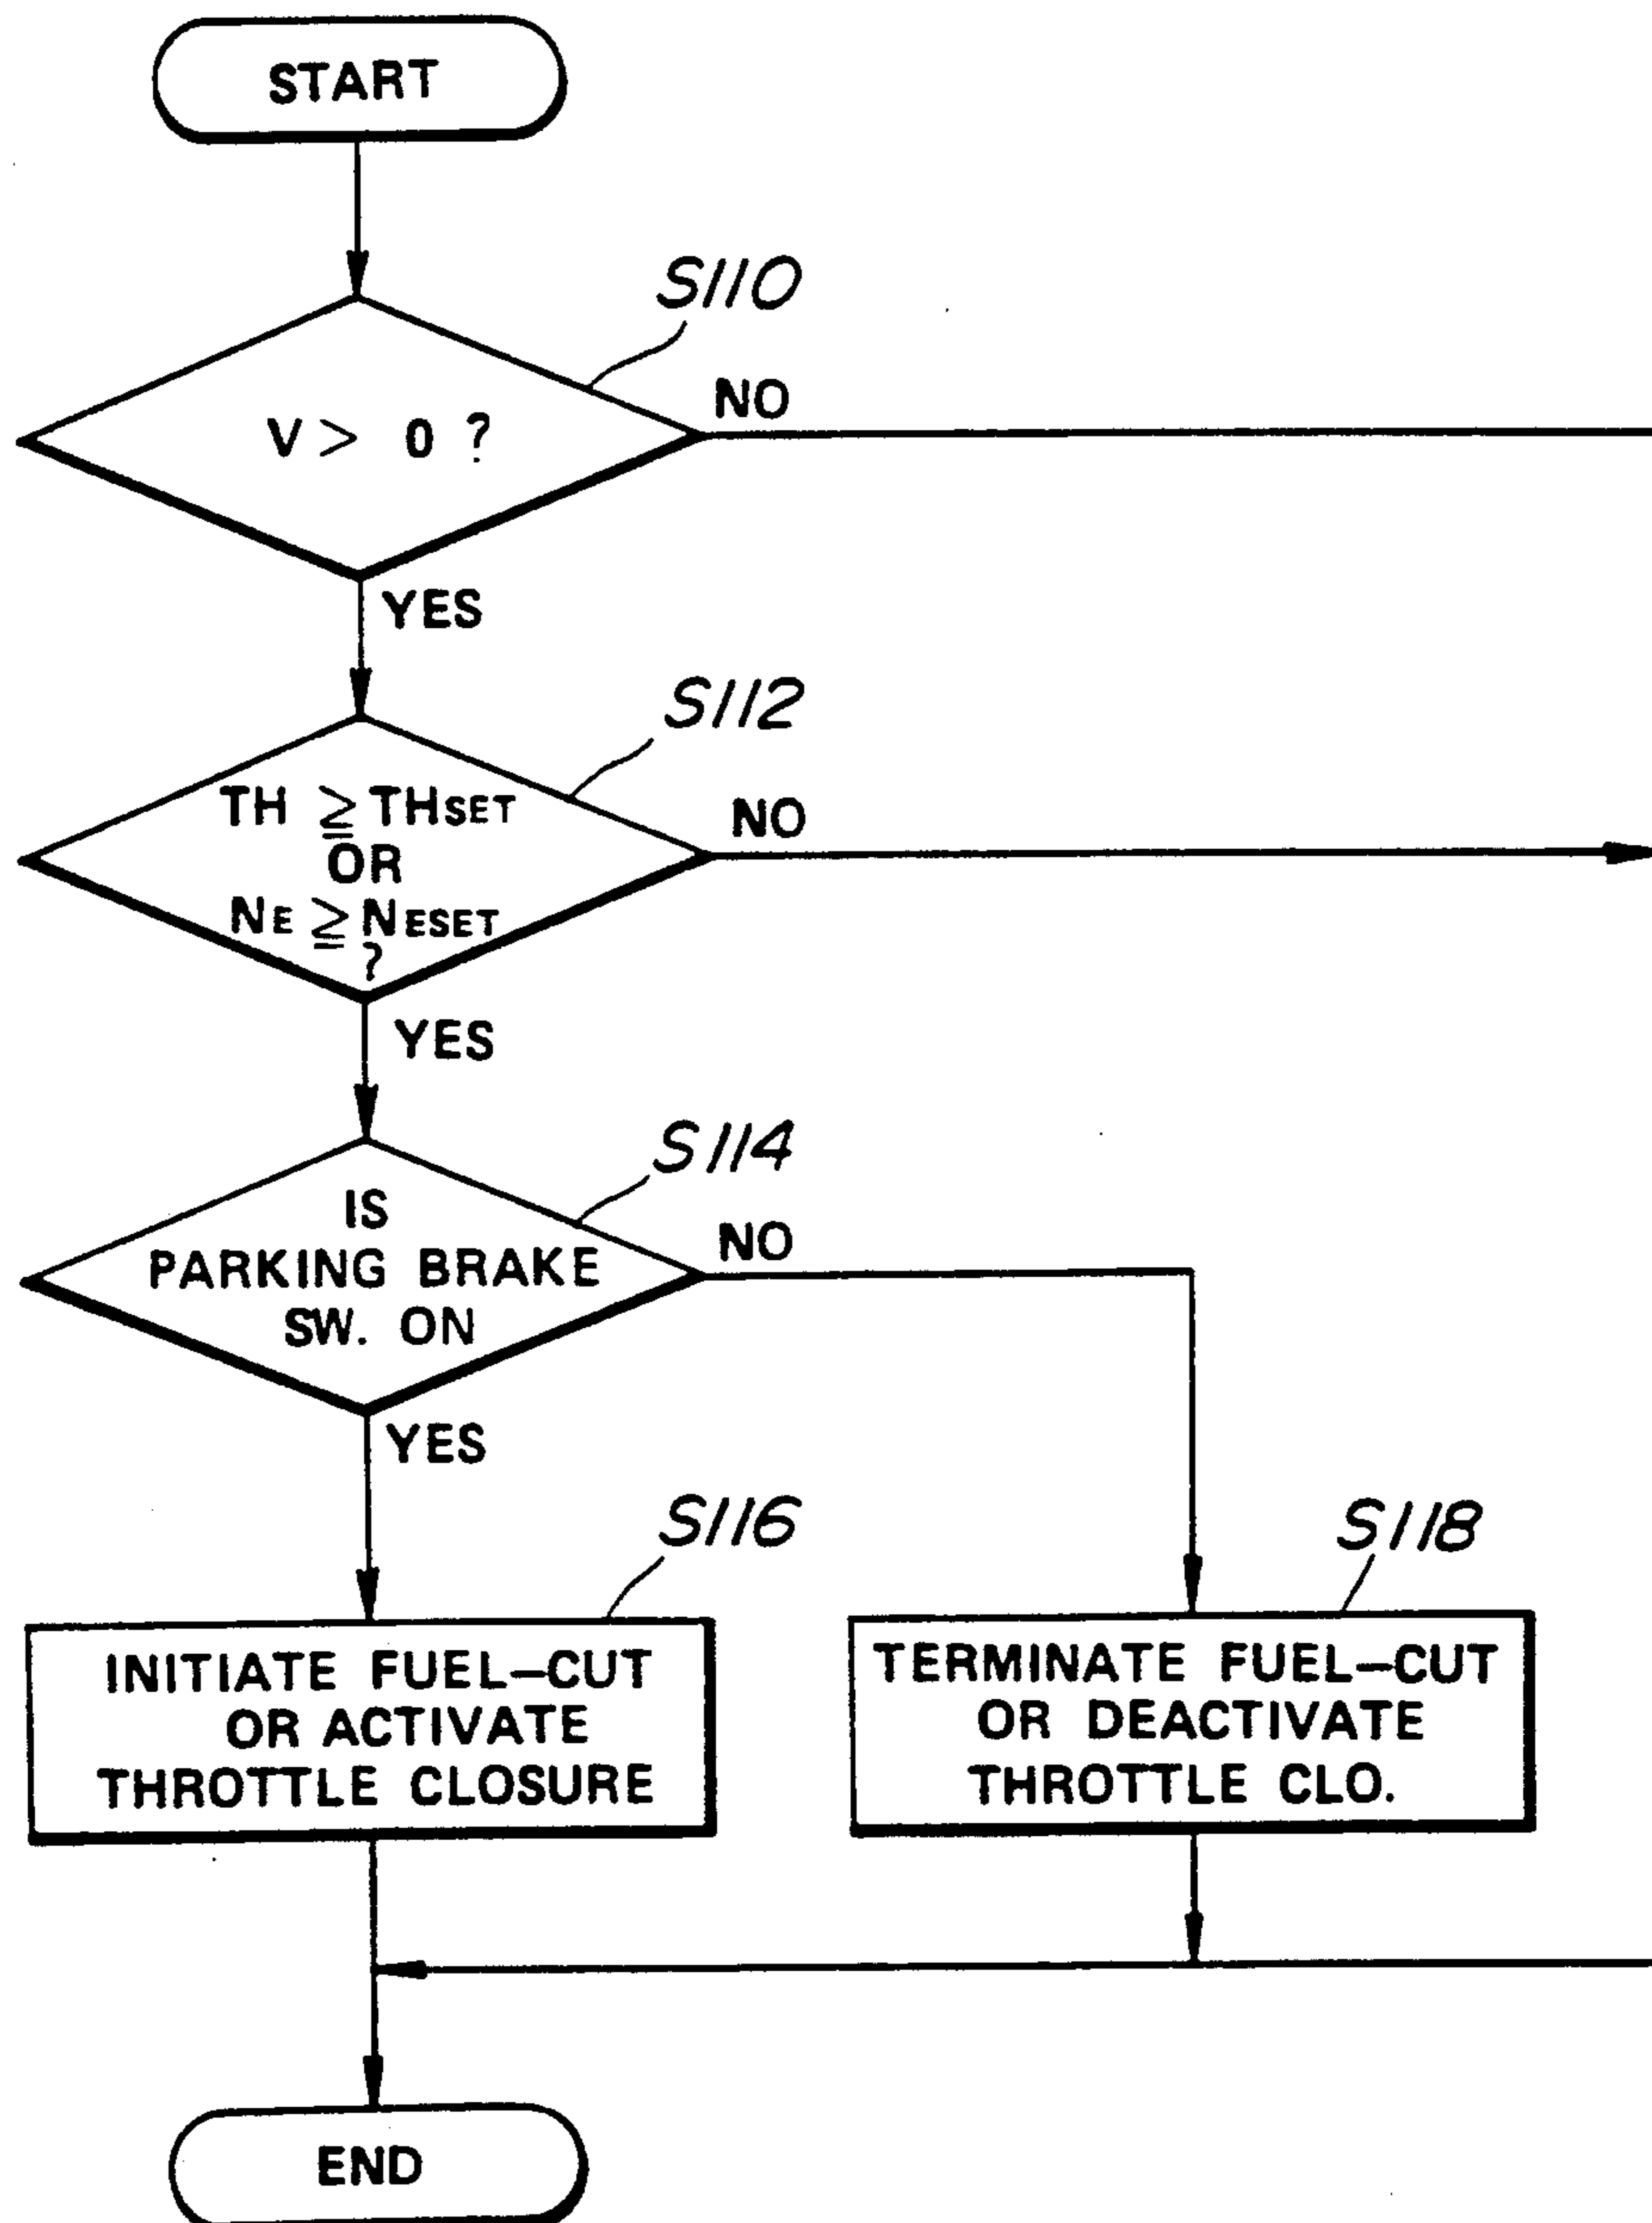 START
S110
V > 0 ?
NO
YES
S112
TH ≧ THSET
OR
NE ≧ NESET
?
NO
YES
S114
IS
PARKING BRAKE
SW. ON
NO
YES
S116
INITIATE FUEL–CUT
OR ACTIVATE
THROTTLE CLOSURE
S118
TERMINATE FUEL–CUT
OR DEACTIVATE
THROTTLE CLO.
END